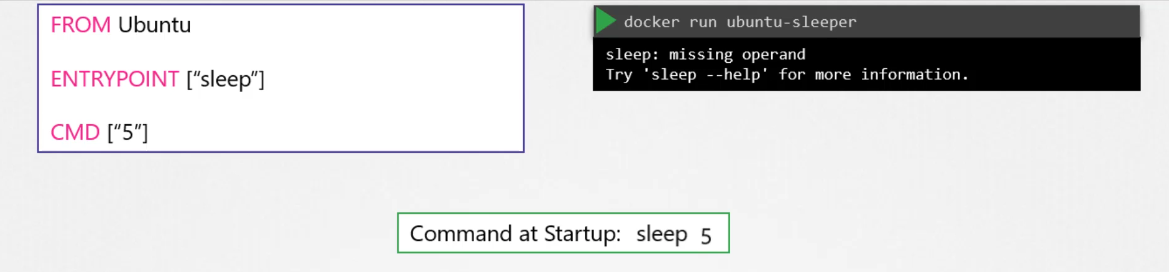 FROM Ubuntu
ENTRYPOINT [“sleep”]
CMD [“5”]
docker run ubuntu-sleeper
sleep: missing operand
Try 'sleep --help' for more information.
Command at Startup: sleep 5